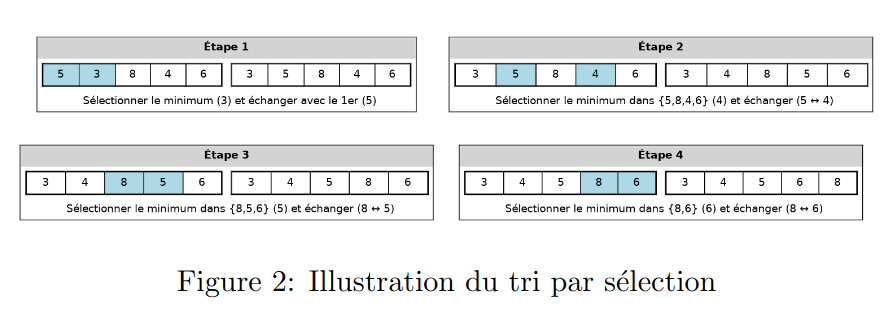 Étape 1
5 3 8 4 6 3 5 8 4 6
Sélectionner le minimum (3) et échanger avec le 1er (5)
Étape 2
3 5 8 4 6 3 4 8 5 6
Sélectionner le minimum dans {5,8,4,6} (4) et échanger (5 ↔ 4)
Étape 3
3 4 8 5 6 3 4 5 8 6
Sélectionner le minimum dans {8,5,6} (5) et échanger (8 ↔ 5)
Étape 4
3 4 5 8 6 3 4 5 6 8
Sélectionner le minimum dans {8,6} (6) et échanger (8 ↔ 6)
Figure 2: Illustration du tri par sélection